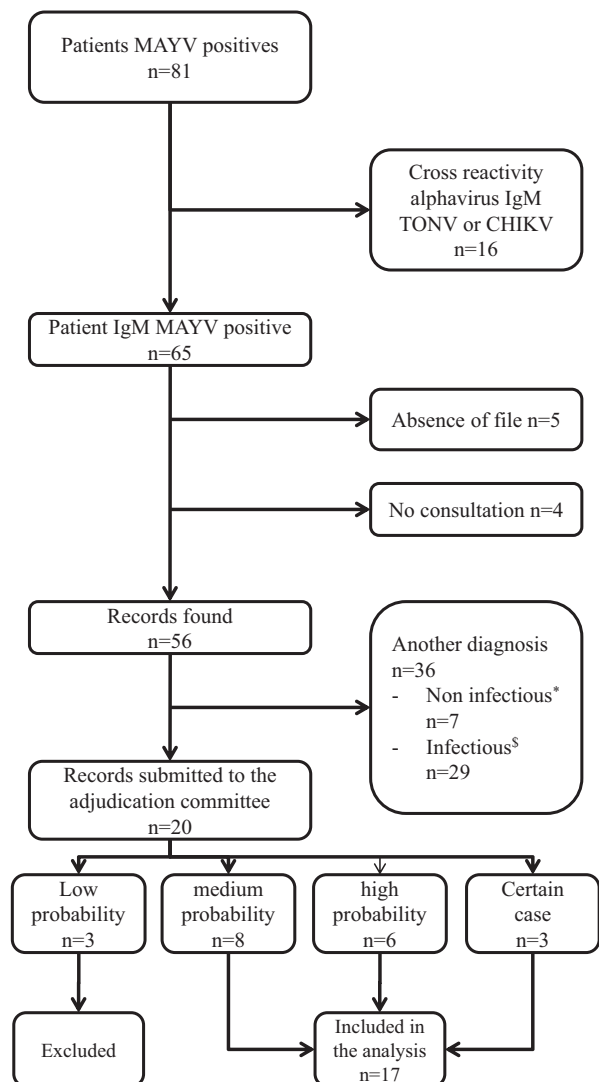 Patients MAYV positives
n=81
Cross reactivity
alphavirus IgM
TONV or CHIKV
n=16
Patient IgM MAYV positive
n=65
Absence of file n=5
No consultation n=4
Records found
n=56
Another diagnosis
n=36
- Non infectious*
n=7
- Infectious$
n=29
Records submitted to the
adjudication committee
n=20
Low
probability
n=3
medium
probability
n=8
high
probability
n=6
Certain
case
n=3
Excluded
Included in
the analysis
n=17